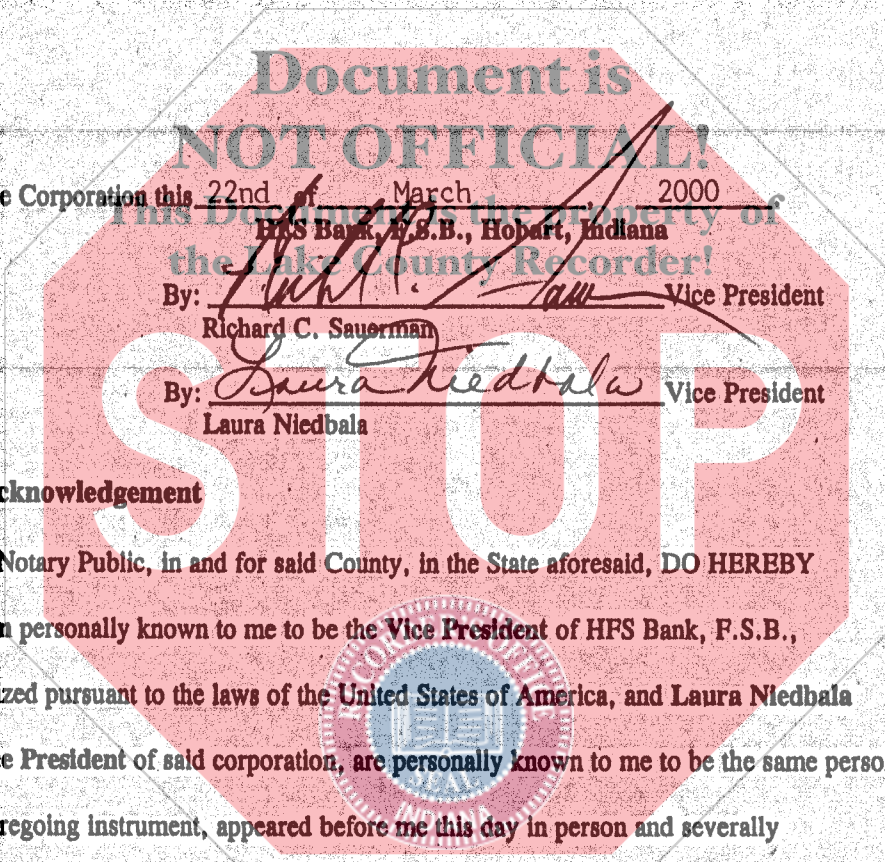 Document is
NOT OFFICIAL!
e Corporation this 22nd of March, 2000
This Document is the property of
HFS Bank, F.S.B., Hobart, Indiana
the Lake County Recorder!
By: Vice President
Richard C. Sauerman
By: Laura Niedbala Vice President
Laura Niedbala
STOP
cknowledgement
Notary Public, in and for said County, in the State aforesaid, DO HEREBY
n personally known to me to be the Vice President of HFS Bank, F.S.B.,
ized pursuant to the laws of the United States of America, and Laura Niedbala
e President of said corporation, are personally known to me to be the same perso
regoing instrument, appeared before me this day in person and severally
RECORDER'S OFFICE
SEAL
INDIANA